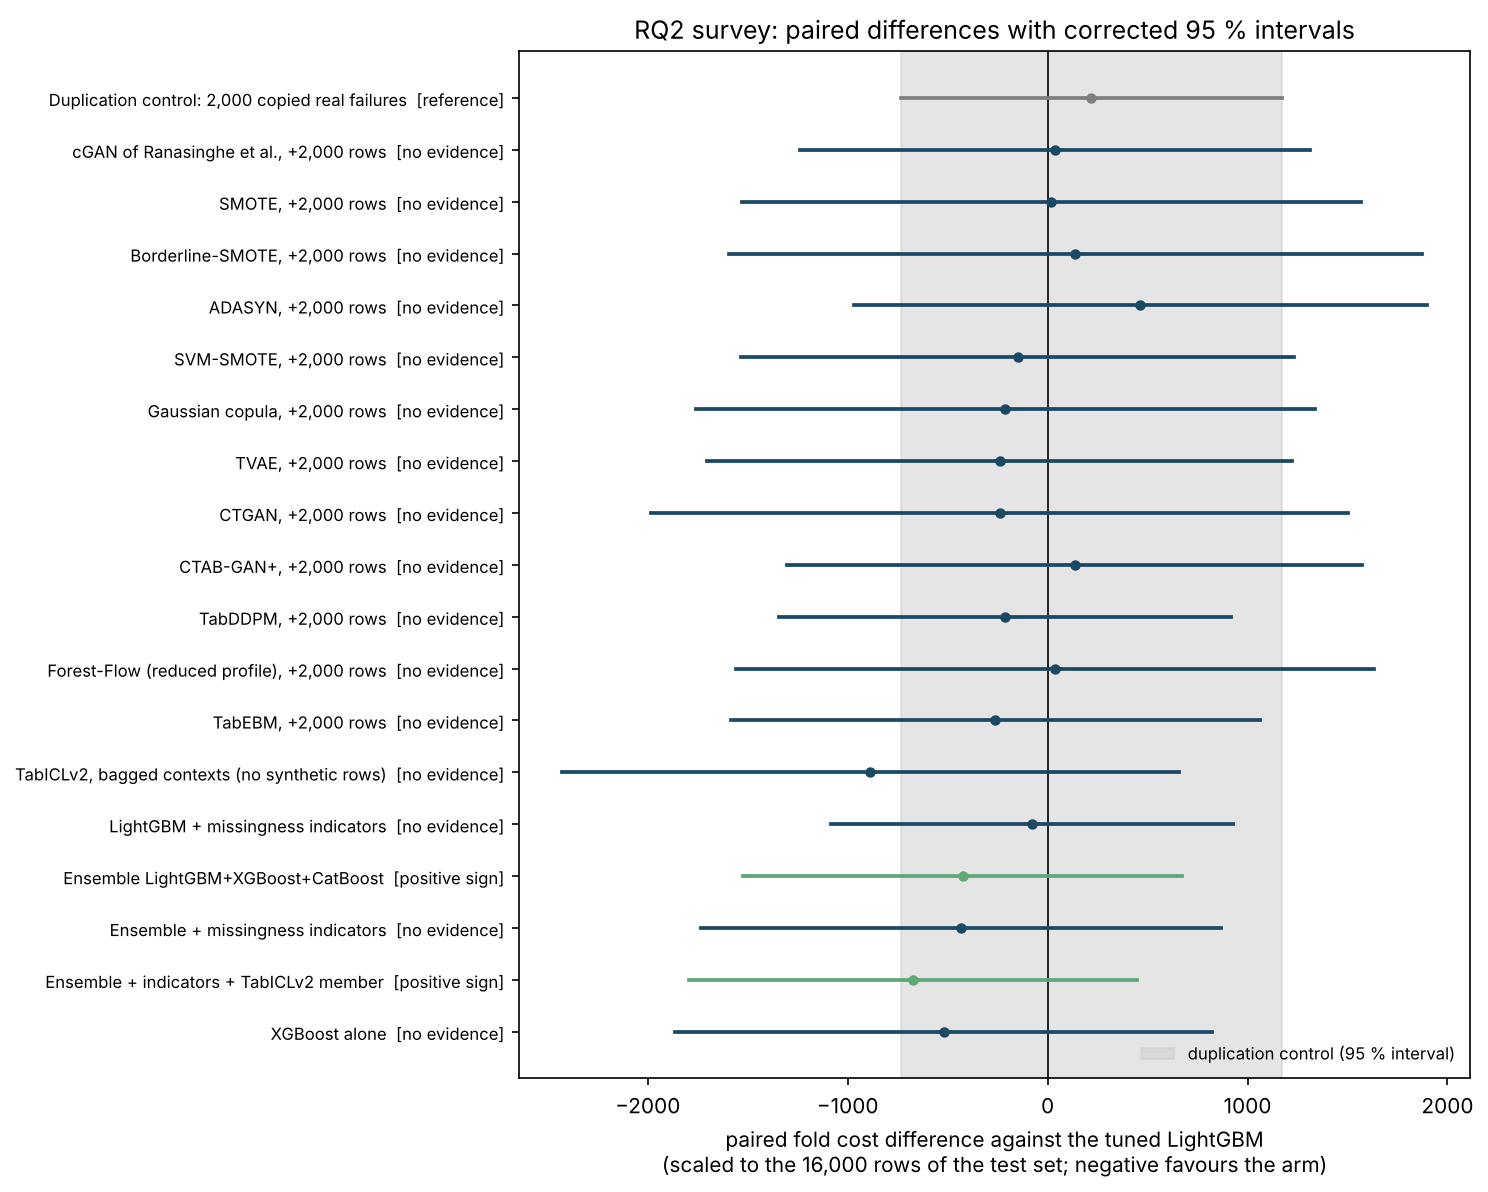 RQ2 survey: paired differences with corrected 95 % intervals
Duplication control: 2,000 copied real failures [reference]
cGAN of Ranasinghe et al., +2,000 rows [no evidence]
SMOTE, +2,000 rows [no evidence]
Borderline-SMOTE, +2,000 rows [no evidence]
ADASYN, +2,000 rows [no evidence]
SVM-SMOTE, +2,000 rows [no evidence]
Gaussian copula, +2,000 rows [no evidence]
TVAE, +2,000 rows [no evidence]
CTGAN, +2,000 rows [no evidence]
CTAB-GAN+, +2,000 rows [no evidence]
TabDDPM, +2,000 rows [no evidence]
Forest-Flow (reduced profile), +2,000 rows [no evidence]
TabEBM, +2,000 rows [no evidence]
TabICLv2, bagged contexts (no synthetic rows) [no evidence]
LightGBM + missingness indicators [no evidence]
Ensemble LightGBM+XGBoost+CatBoost [positive sign]
Ensemble + missingness indicators [no evidence]
Ensemble + indicators + TabICLv2 member [positive sign]
XGBoost alone [no evidence]
duplication control (95 % interval)
−2000 −1000 0 1000 2000
paired fold cost difference against the tuned LightGBM
(scaled to the 16,000 rows of the test set; negative favours the arm)